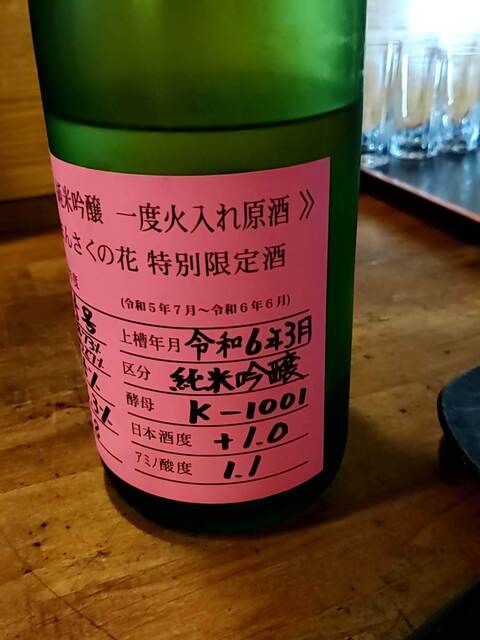 米吟醸 一度火入れ原酒》
んさくの花 特別限定酒
度
(令和5年7月〜令和6年6月)
上槽年月 令和6年3月
区分 純米吟醸
酵母 K-1001
日本酒度 +1.0
アミノ酸度 1.1